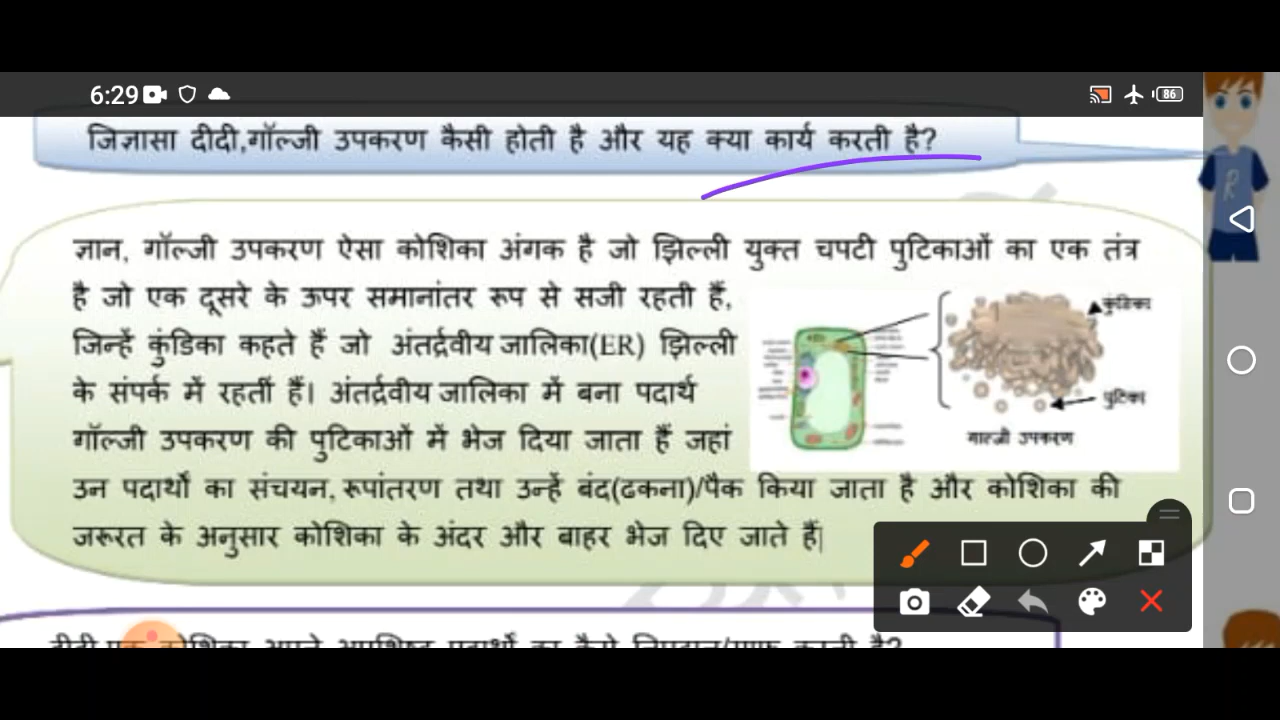 6:29
86
जिज्ञासा दीदी,गॉल्जी उपकरण कैसी होती है और यह क्या कार्य करती है?
R
ज्ञान, गॉल्जी उपकरण ऐसा कोशिका अंगक है जो झिल्ली युक्त चपटी पुटिकाओं का एक तंत्र
है जो एक दूसरे के ऊपर समानांतर रूप से सजी रहती हैं,
जिन्हें कुंडिका कहते हैं जो अंतर्द्रवीय जालिका(ER) झिल्ली
के संपर्क में रहतीं हैं। अंतर्द्रवीय जालिका में बना पदार्थ
गॉल्जी उपकरण की पुटिकाओं में भेज दिया जाता हैं जहां
उन पदार्थों का संचयन, रूपांतरण तथा उन्हें बंद(ढकना)/पैक किया जाता है और कोशिका की
जरूरत के अनुसार कोशिका के अंदर और बाहर भेज दिए जाते हैं|
कुंडिका
पुटिका
गाल्जी उपकरण